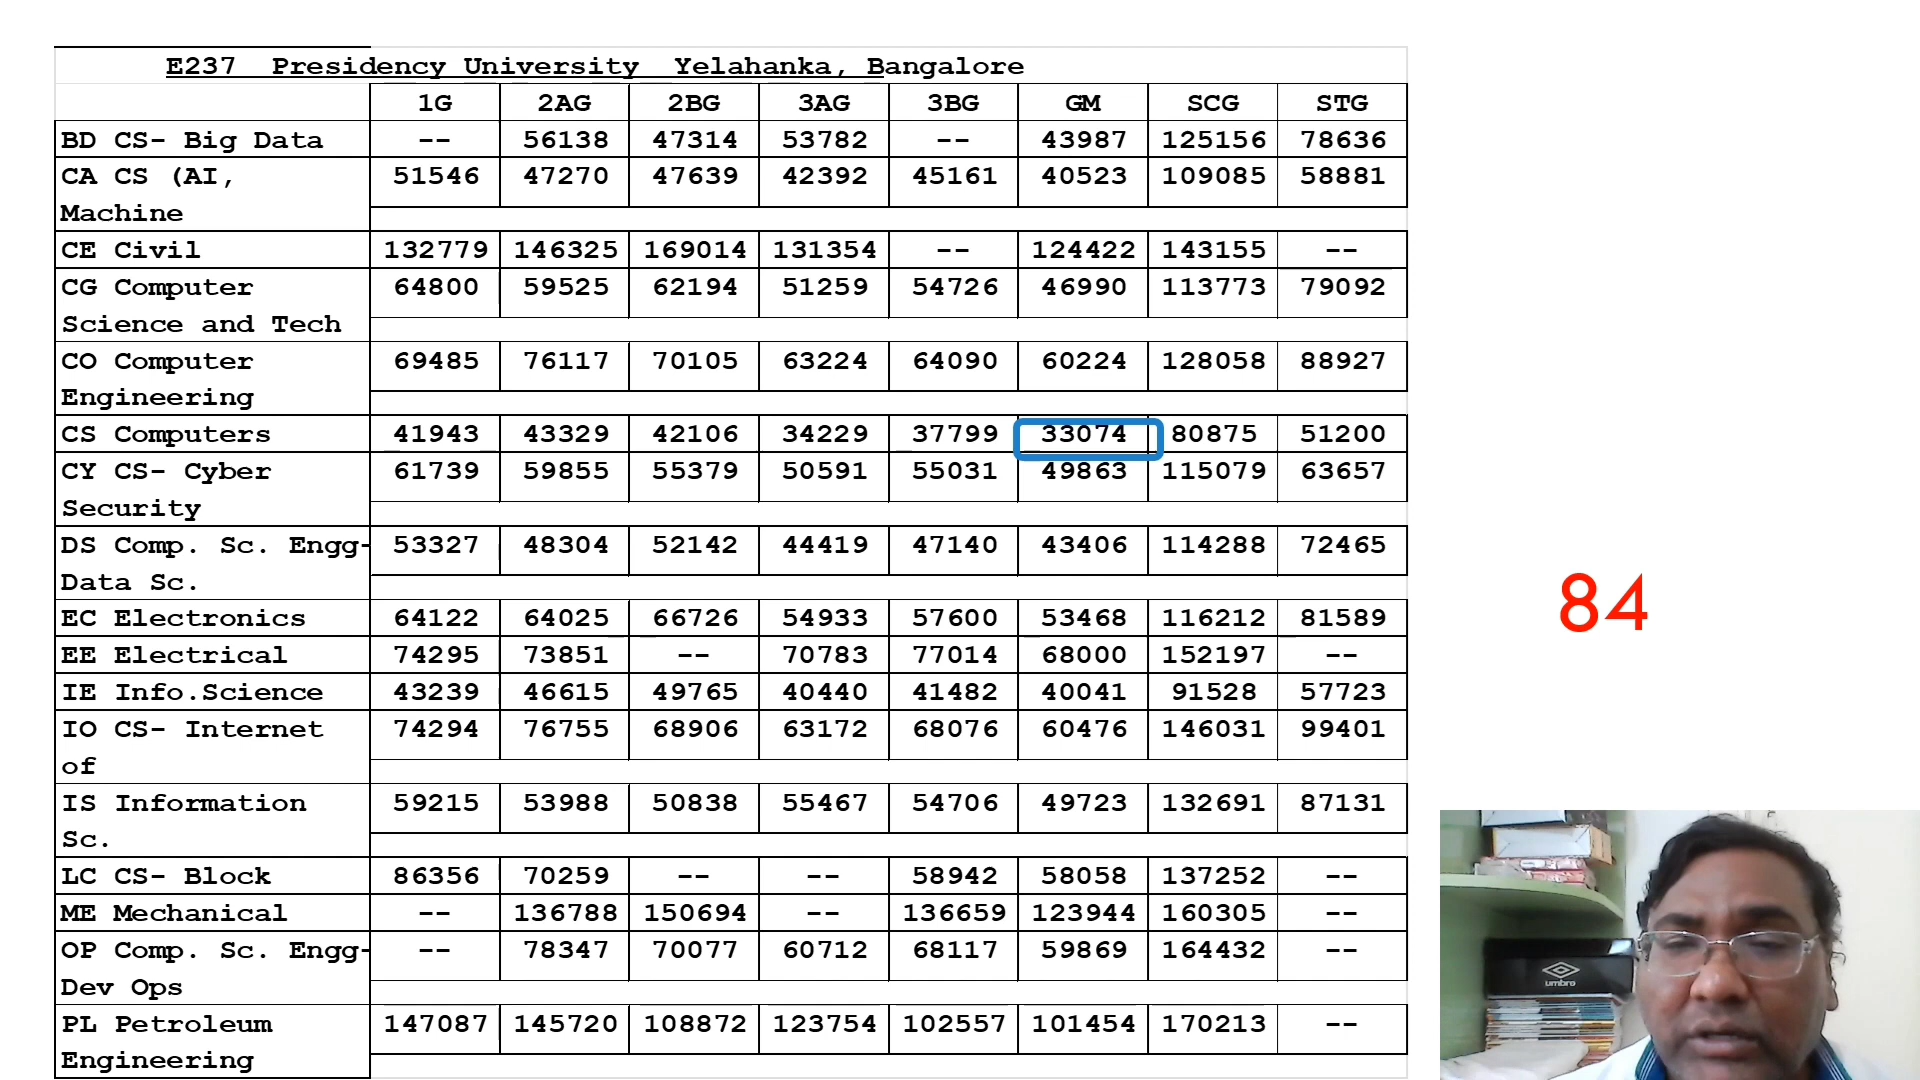 E237 Presidency University Yelahanka, Bangalore
1G 2AG 2BG 3AG 3BG GM SCG STG
BD CS- Big Data -- 56138 47314 53782 -- 43987 125156 78636
CA CS (AI, 51546 47270 47639 42392 45161 40523 109085 58881
Machine
CE Civil 132779 146325 169014 131354 -- 124422 143155 --
CG Computer 64800 59525 62194 51259 54726 46990 113773 79092
Science and Tech
CO Computer 69485 76117 70105 63224 64090 60224 128058 88927
Engineering
CS Computers 41943 43329 42106 34229 37799 33074 80875 51200
CY CS- Cyber 61739 59855 55379 50591 55031 49863 115079 63657
Security
DS Comp. Sc. Engg- 53327 48304 52142 44419 47140 43406 114288 72465
Data Sc.
84
EC Electronics 64122 64025 66726 54933 57600 53468 116212 81589
EE Electrical 74295 73851 -- 70783 77014 68000 152197 --
IE Info.Science 43239 46615 49765 40440 41482 40041 91528 57723
IO CS- Internet 74294 76755 68906 63172 68076 60476 146031 99401
of
IS Information 59215 53988 50838 55467 54706 49723 132691 87131
Sc.
LC CS- Block 86356 70259 -- -- 58942 58058 137252 --
ME Mechanical -- 136788 150694 -- 136659 123944 160305 --
OP Comp. Sc. Engg- -- 78347 70077 60712 68117 59869 164432 --
Dev Ops
PL Petroleum 147087 145720 108872 123754 102557 101454 170213 --
Engineering
umbro